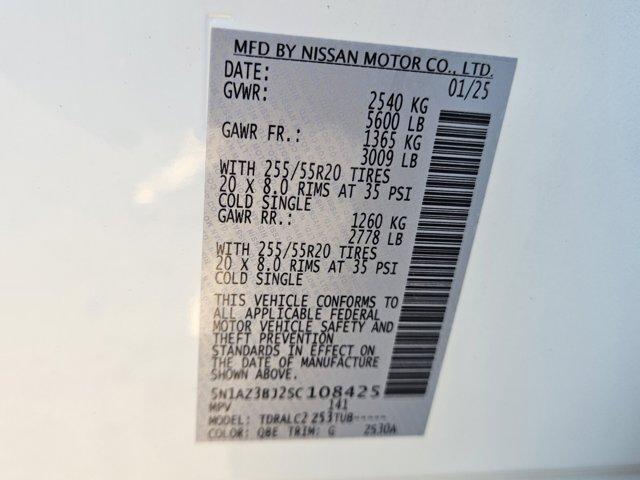 MFD BY NISSAN MOTOR CO., LTD.
DATE: 01/25
GVWR: 2540 KG
5600 LB
GAWR FR.: 1365 KG
3009 LB
WITH 255/55R20 TIRES
20 X 8.0 RIMS AT 35 PSI
COLD SINGLE
GAWR RR.: 1260 KG
2778 LB
WITH 255/55R20 TIRES
20 X 8.0 RIMS AT 35 PSI
COLD SINGLE
THIS VEHICLE CONFORMS TO
ALL APPLICABLE FEDERAL
MOTOR VEHICLE SAFETY AND
THEFT PREVENTION
STANDARDS IN EFFECT ON
THE DATE OF MANUFACTURE
SHOWN ABOVE.
5N1AZ3BJ2SC108425
MPV 141
MODEL: TDRALC2 253TUB-----
COLOR: QBE TRIM: G 2530A